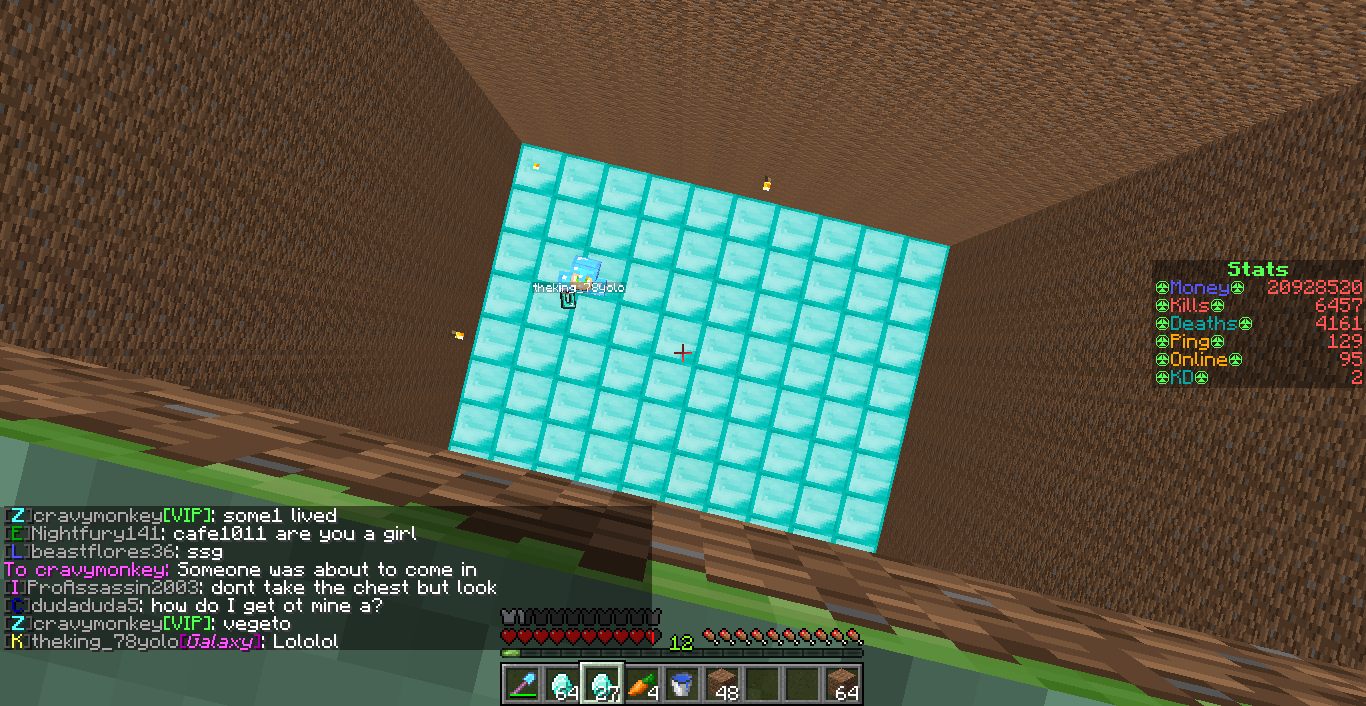 theking_78yolo
Stats
Money 20928520
Kills 6457
Deaths 4161
Ping 129
Online 95
KD 2
[Z]cravymonkey[VIP]: some1 lived
[E]Nightfury141: cafe1011 are you a girl
[L]beastflores36: ssg
To cravymonkey: Someone was about to come in
[I]ProAssassin2003: dont take the chest but look
[C]dudaduda5: how do I get ot mine a?
[Z]cravymonkey[VIP]: vegeto
[K]theking_78yolo[Galaxy]: Lololol
12
64 27 4 48 64